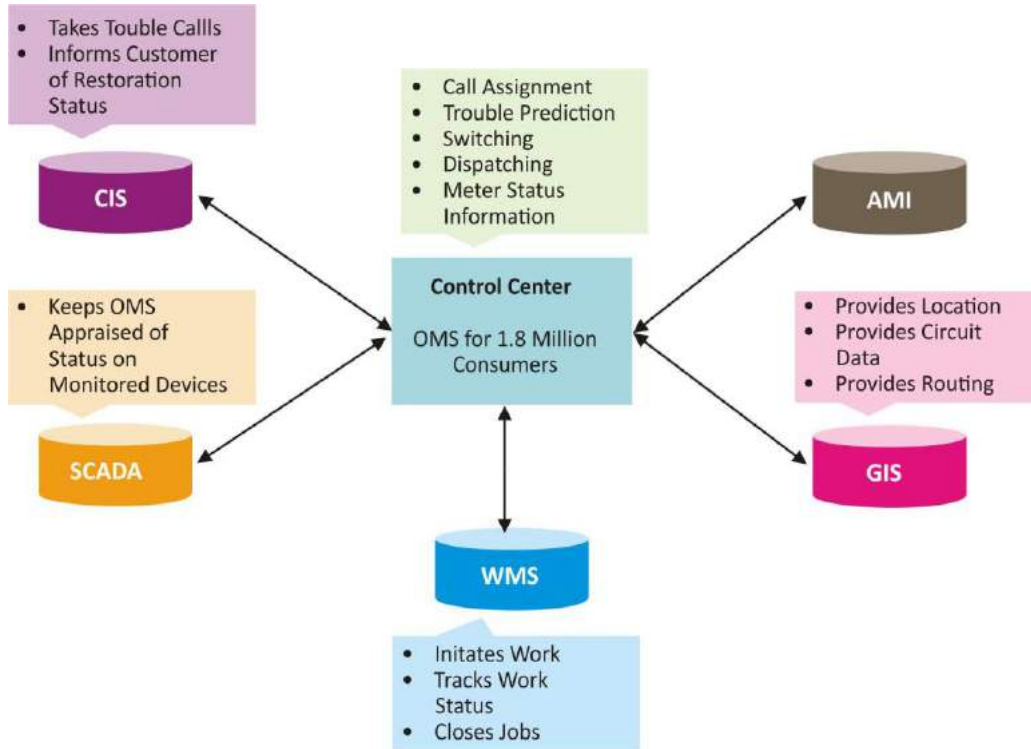 • Takes Touble Callls
• Informs Customer
of Restoration
Status
CIS
• Call Assignment
• Trouble Prediction
• Switching
• Dispatching
• Meter Status
Information
AMI
Control Center
OMS for 1.8 Million
Consumers
• Keeps OMS
Appraised of
Status on
Monitored Devices
SCADA
• Provides Location
• Provides Circuit
Data
• Provides Routing
GIS
WMS
• Initates Work
• Tracks Work
Status
• Closes Jobs